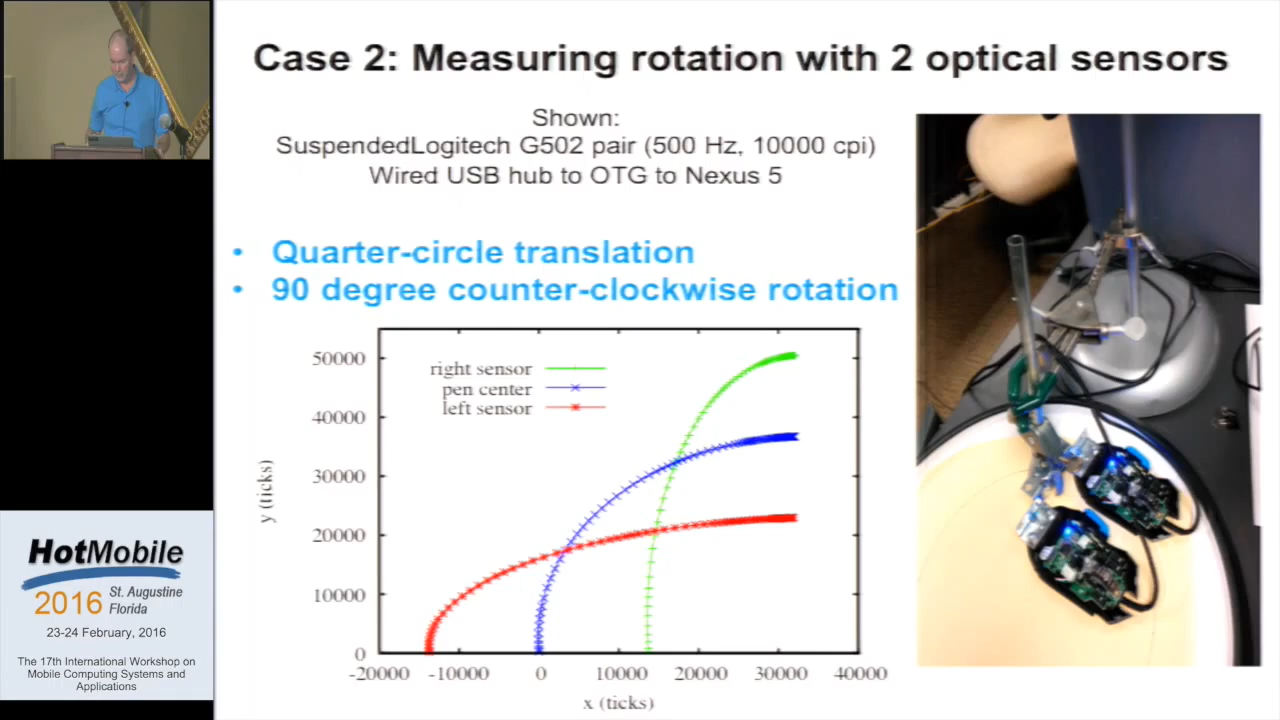 Case 2: Measuring rotation with 2 optical sensors
Shown:
SuspendedLogitech G502 pair (500 Hz, 10000 cpi)
Wired USB hub to OTG to Nexus 5
• Quarter-circle translation
• 90 degree counter-clockwise rotation
right sensor
pen center
left sensor
50000
40000
30000
20000
10000
0
y (ticks)
-20000 -10000 0 10000 20000 30000 40000
x (ticks)
HotMobile
2016 St. Augustine
Florida
23-24 February, 2016
The 17th International Workshop on
Mobile Computing Systems and
Applications